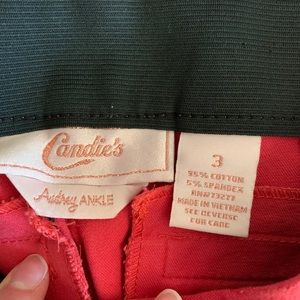 Candie's
Audrey ANKLE
3
95% COTTON
5% SPANDEX
RN#73277
MADE IN VIETNAM
SEE REVERSE
FOR CARE